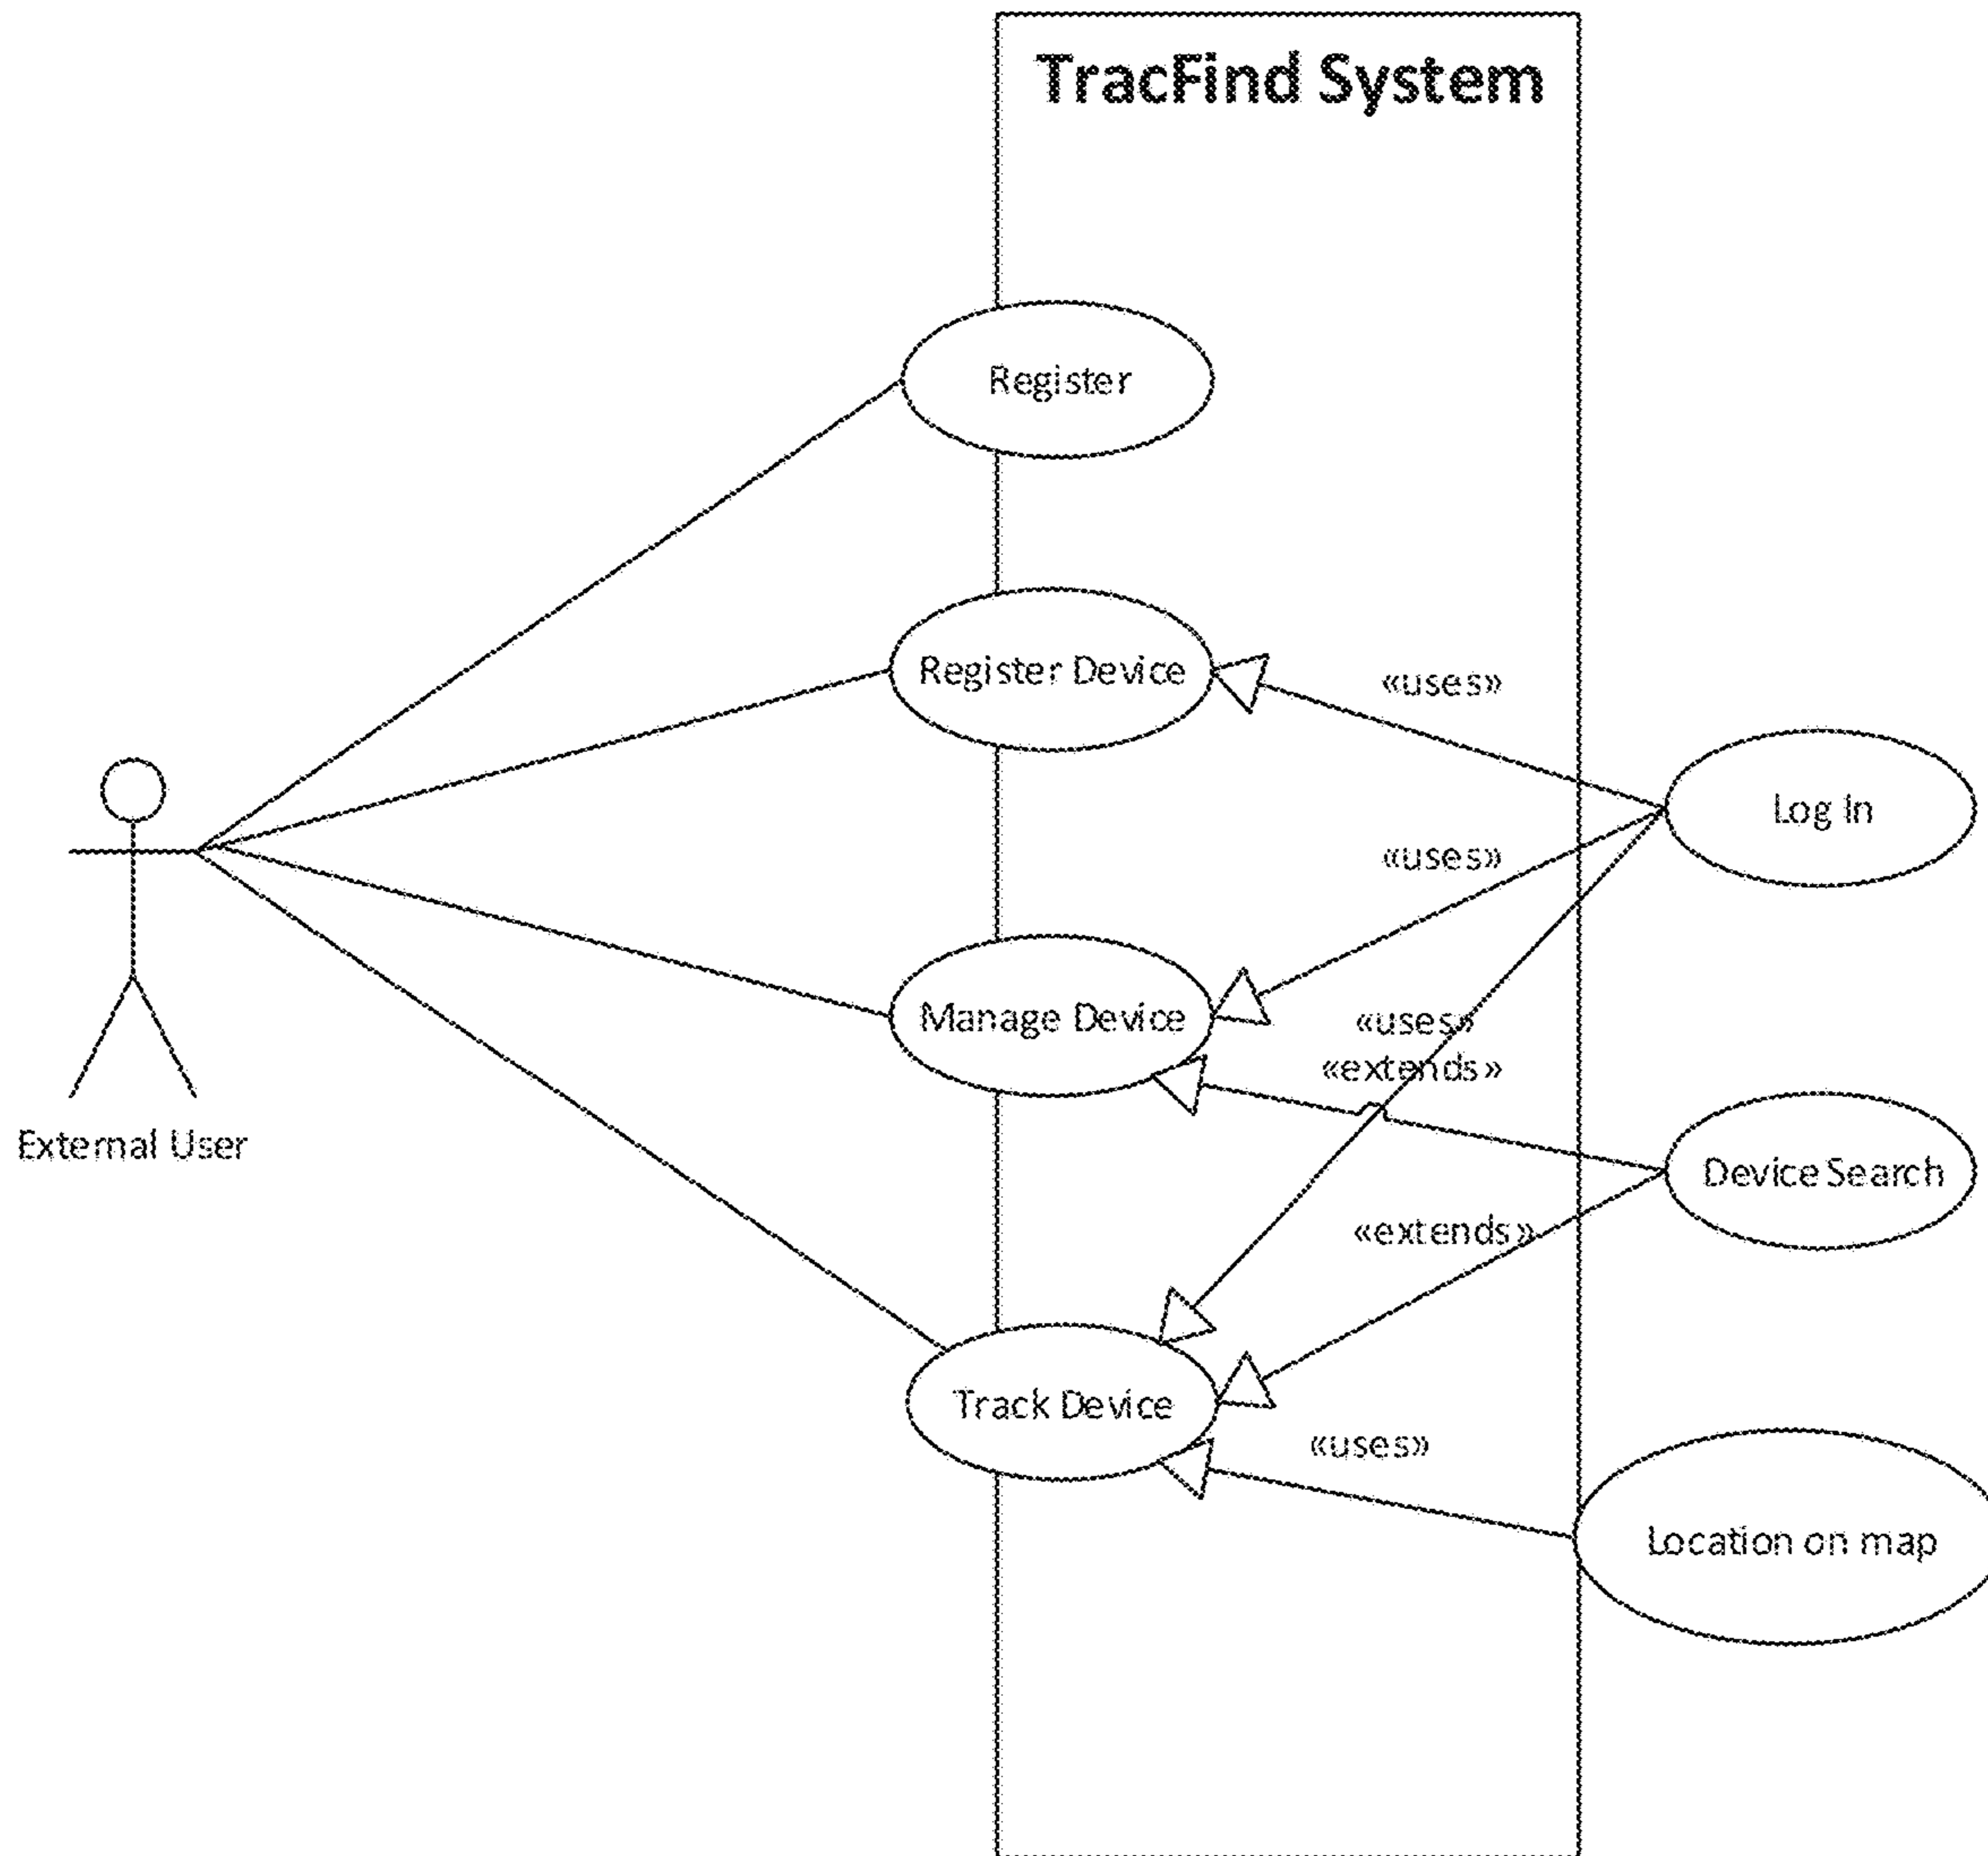 TracFind System
Register
Register Device
«uses»
Log In
«uses»
Manage Device
«uses»
«extends»
External User
Device Search
«extends»
Track Device
«uses»
Location on map